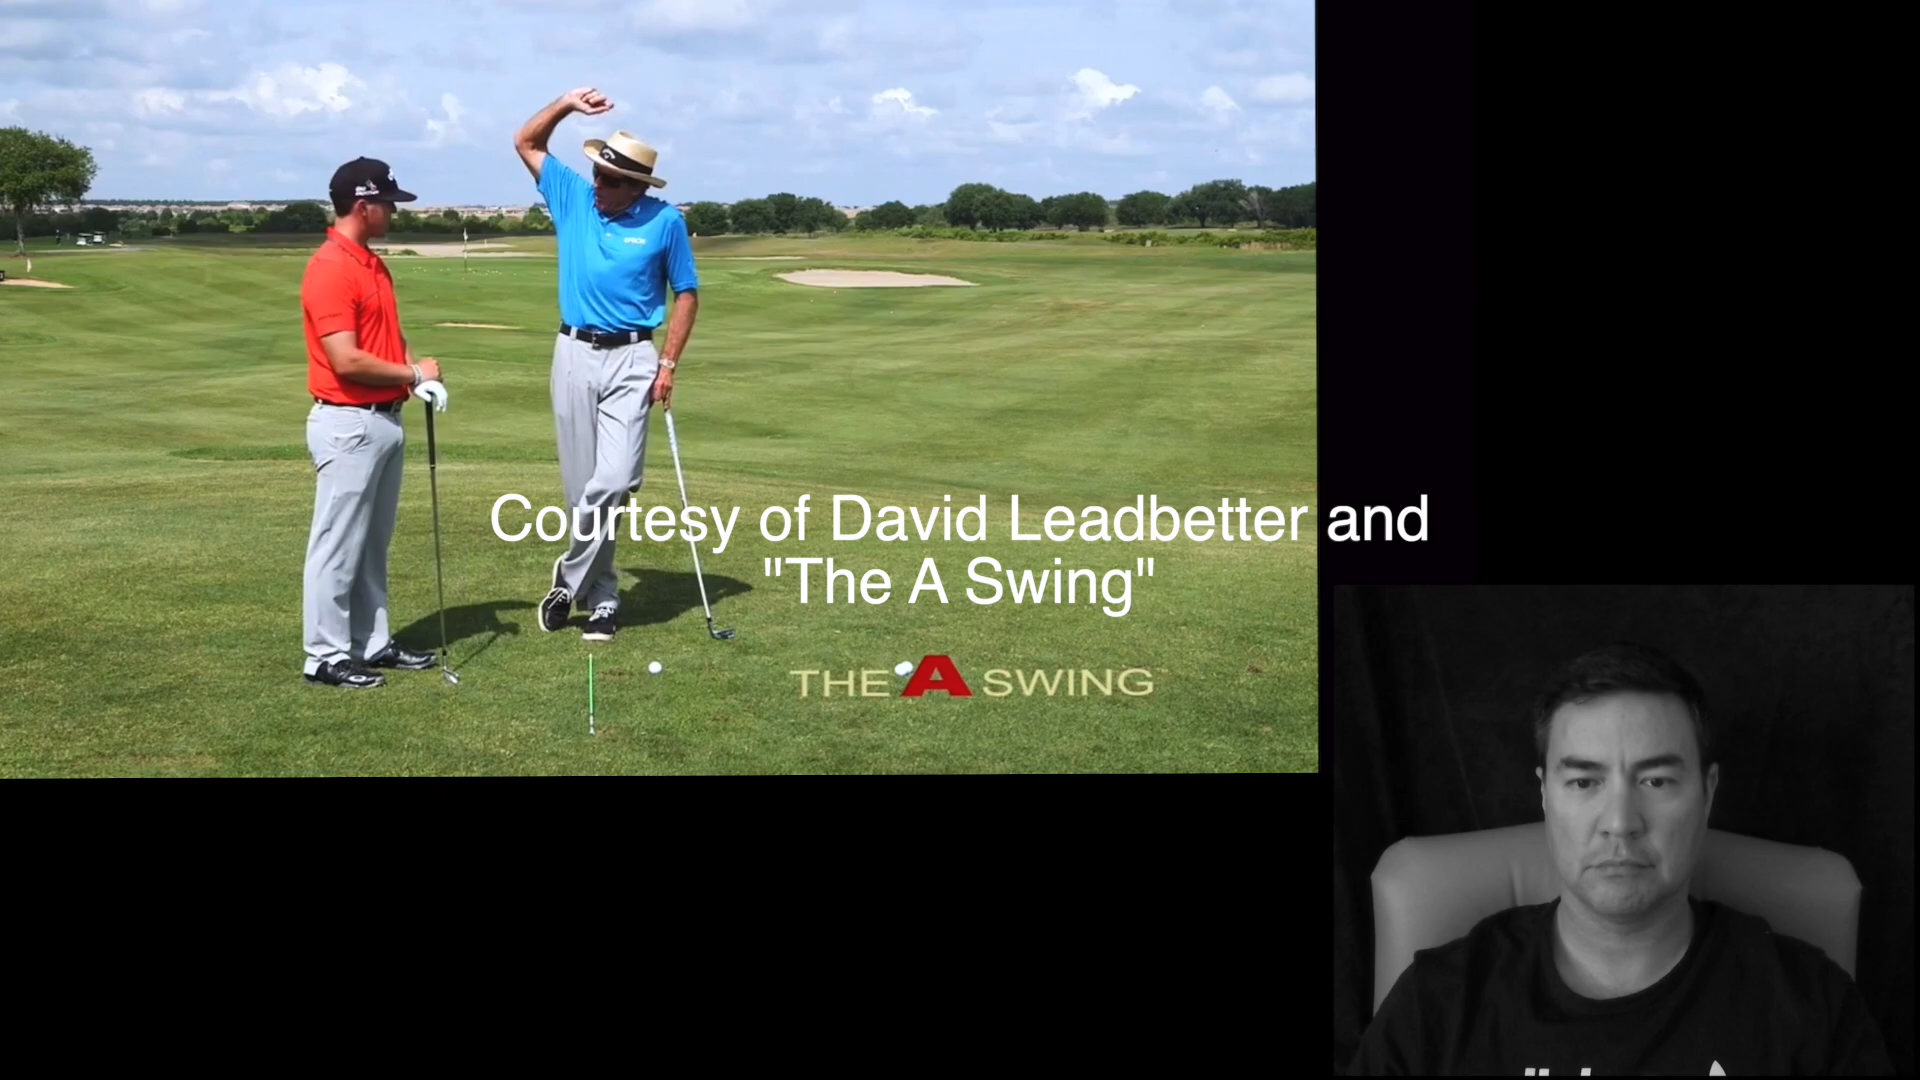 Courtesy of David Leadbetter and
"The A Swing"
THE A SWING